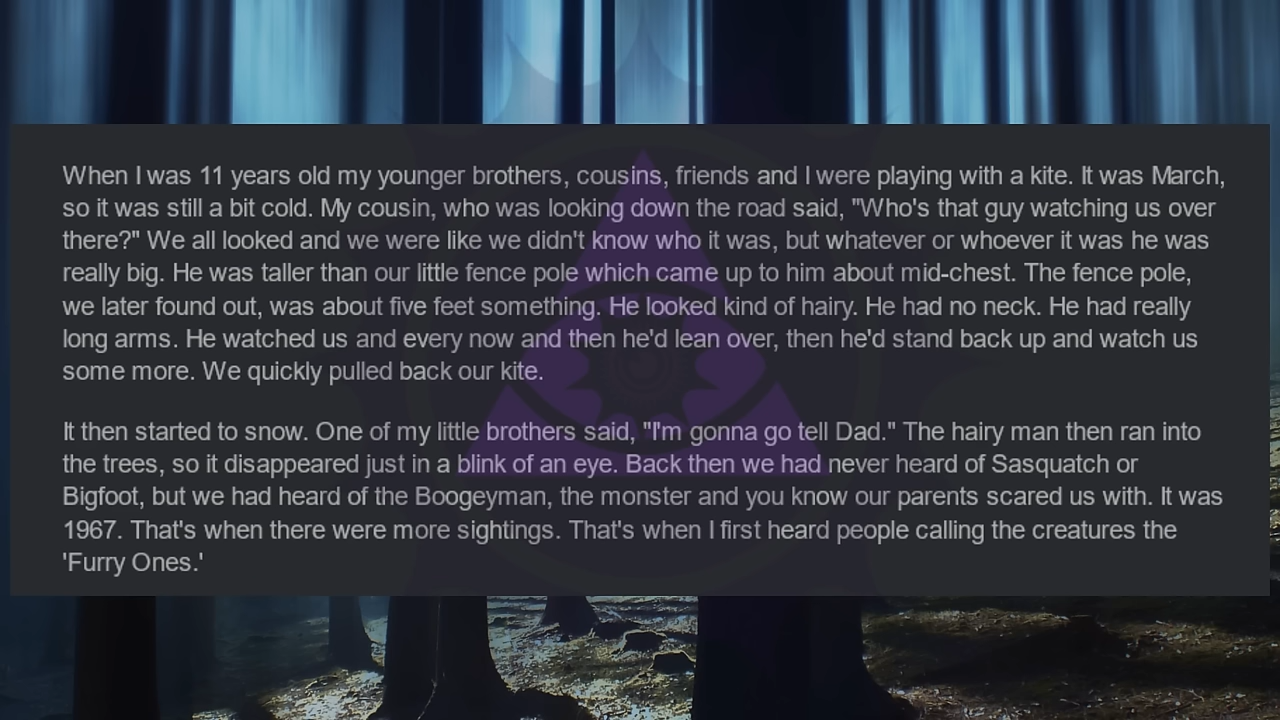 When I was 11 years old my younger brothers, cousins, friends and I were playing with a kite. It was March,
so it was still a bit cold. My cousin, who was looking down the road said, "Who's that guy watching us over
there?" We all looked and we were like we didn't know who it was, but whatever or whoever it was he was
really big. He was taller than our little fence pole which came up to him about mid-chest. The fence pole,
we later found out, was about five feet something. He looked kind of hairy. He had no neck. He had really
long arms. He watched us and every now and then he'd lean over, then he'd stand back up and watch us
some more. We quickly pulled back our kite.
It then started to snow. One of my little brothers said, "I'm gonna go tell Dad." The hairy man then ran into
the trees, so it disappeared just in a blink of an eye. Back then we had never heard of Sasquatch or
Bigfoot, but we had heard of the Boogeyman, the monster and you know our parents scared us with. It was
1967. That's when there were more sightings. That's when I first heard people calling the creatures the
'Furry Ones.'